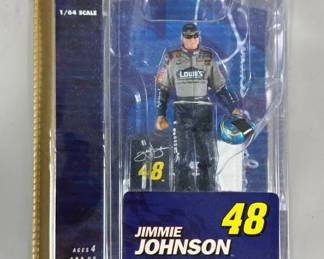 1/64 SCALE
LOWE'S
48
48
JIMMIE
JOHNSON
AGES 4